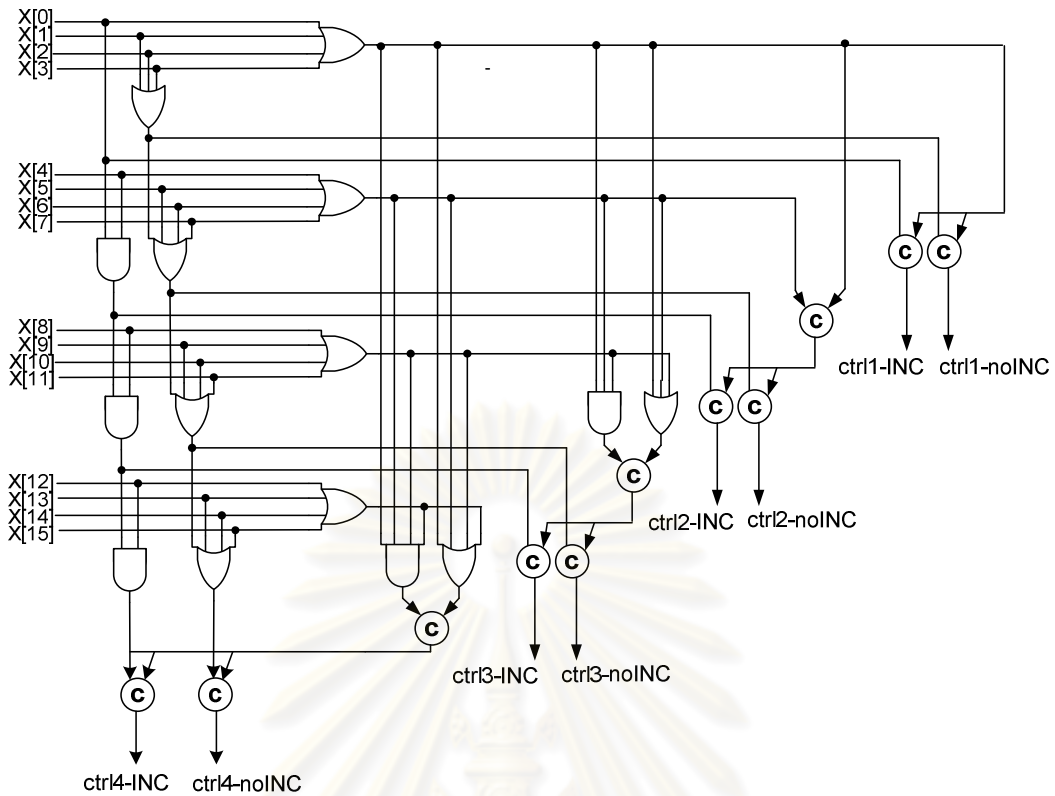 X[0]
X[1]
X[2]
X[3]
X[4]
X[5]
X[6]
X[7]
C C
C
X[8]
X[9]
X[10]
X[11]
ctrl1-INC ctrl1-noINC
C C
C
X[12]
X[13]
X[14]
X[15]
ctrl2-INC ctrl2-noINC
C C
C
ctrl3-INC ctrl3-noINC
C C
ctrl4-INC ctrl4-noINC